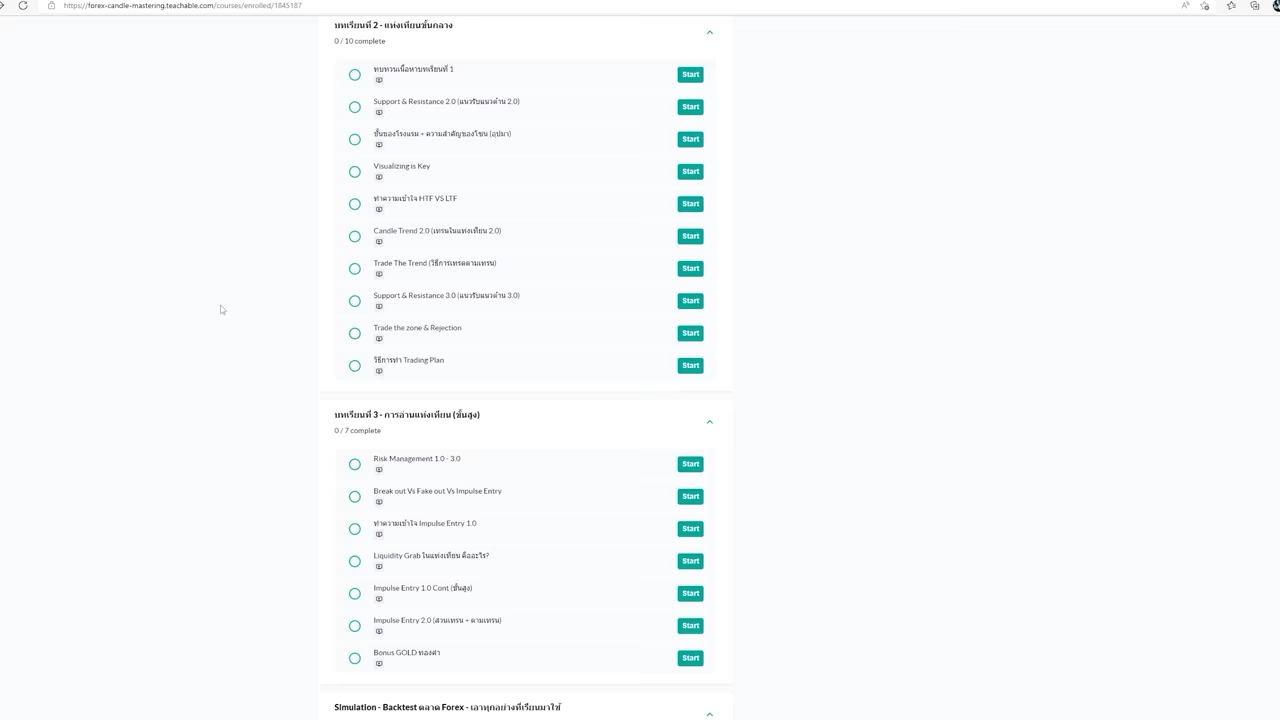 https://forex-candle-mastering.teachable.com/courses/enrolled/1845187
บทเรียนที่ 2 - แท่งเทียนขั้นกลาง
0 / 10 complete
ทบทวนเนื้อหาบทเรียนที่ 1
Start
Support & Resistance 2.0 (แนวรับแนวต้าน 2.0)
Start
ชั้นของโรงแรม + ความสำคัญของโซน (อุปมา)
Start
Visualizing is Key
Start
ทำความเข้าใจ HTF VS LTF
Start
Candle Trend 2.0 (เทรนในแท่งเทียน 2.0)
Start
Trade The Trend (วิธีการเทรดตามเทรน)
Start
Support & Resistance 3.0 (แนวรับแนวต้าน 3.0)
Start
Trade the zone & Rejection
Start
วิธีการทำ Trading Plan
Start
บทเรียนที่ 3 - การอ่านแท่งเทียน (ขั้นสูง)
0 / 7 complete
Risk Management 1.0 - 3.0
Start
Break out Vs Fake out Vs Impulse Entry
Start
ทำความเข้าใจ Impulse Entry 1.0
Start
Liquidity Grab ในแท่งเทียน คืออะไร?
Start
Impulse Entry 1.0 Cont (ขั้นสูง)
Start
Impulse Entry 2.0 (สวนเทรน + ตามเทรน)
Start
Bonus GOLD ทองคำ
Start
Simulation - Backtest ตลาด Forex - เอาทุกอย่างที่เรียนมาใช้